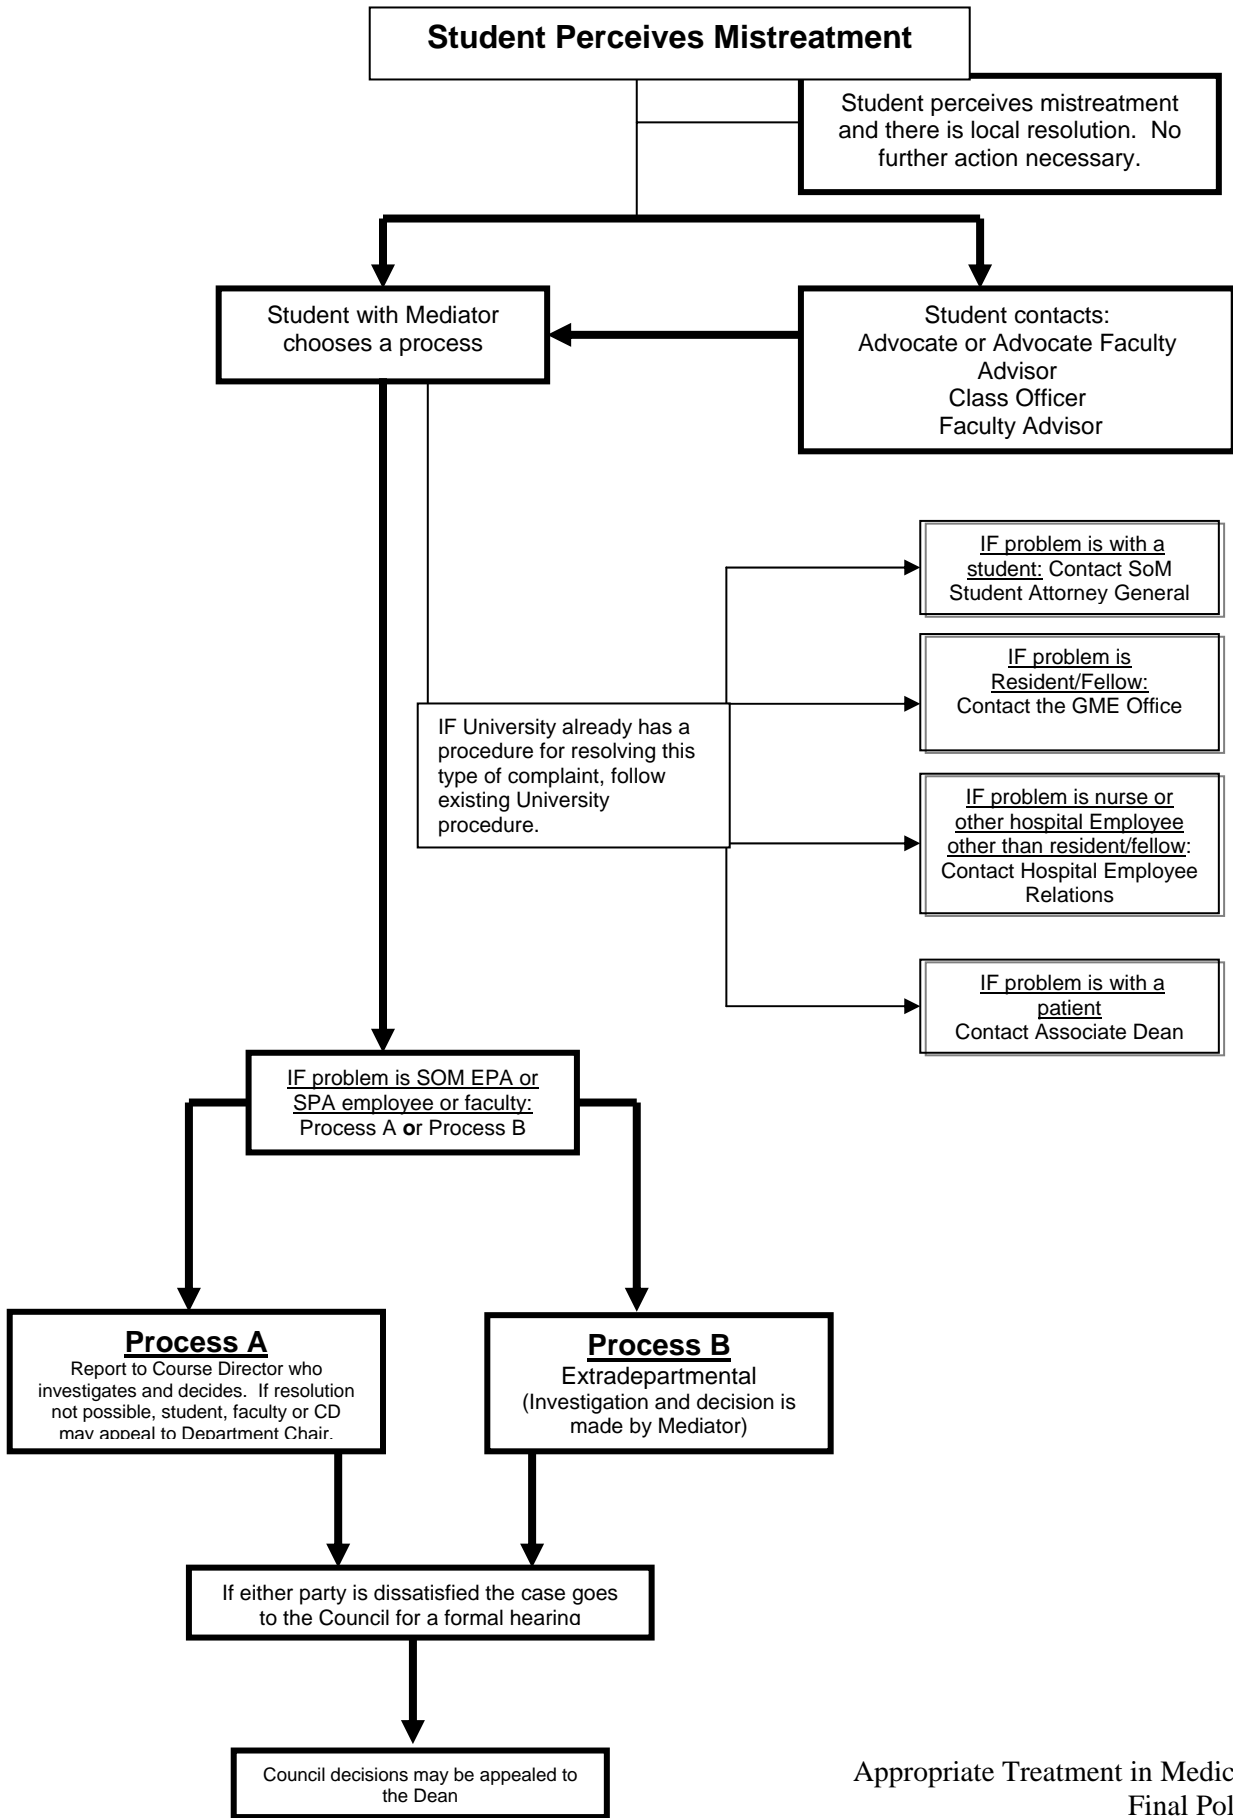 Student Perceives Mistreatment
Student perceives mistreatment
and there is local resolution.  No
further action necessary.
Student with Mediator
chooses a process
Student contacts:
Advocate or Advocate Faculty
Advisor
Class Officer
Faculty Advisor
IF problem is with a
student: Contact SoM
Student Attorney General
IF problem is
Resident/Fellow:
Contact the GME Office
IF University already has a
procedure for resolving this
type of complaint, follow
existing University
procedure.
IF problem is nurse or
other hospital Employee
other than resident/fellow:
Contact Hospital Employee
Relations
IF problem is with a
patient
Contact Associate Dean
IF problem is SOM EPA or
SPA employee or faculty:
Process A or Process B
Process A
Report to Course Director who
investigates and decides.  If resolution
not possible, student, faculty or CD
may appeal to Department Chair.
Process B
Extradepartmental
(Investigation and decision is
made by Mediator)
If either party is dissatisfied the case goes
to the Council for a formal hearing
Council decisions may be appealed to
the Dean
Appropriate Treatment in Medic
Final Pol